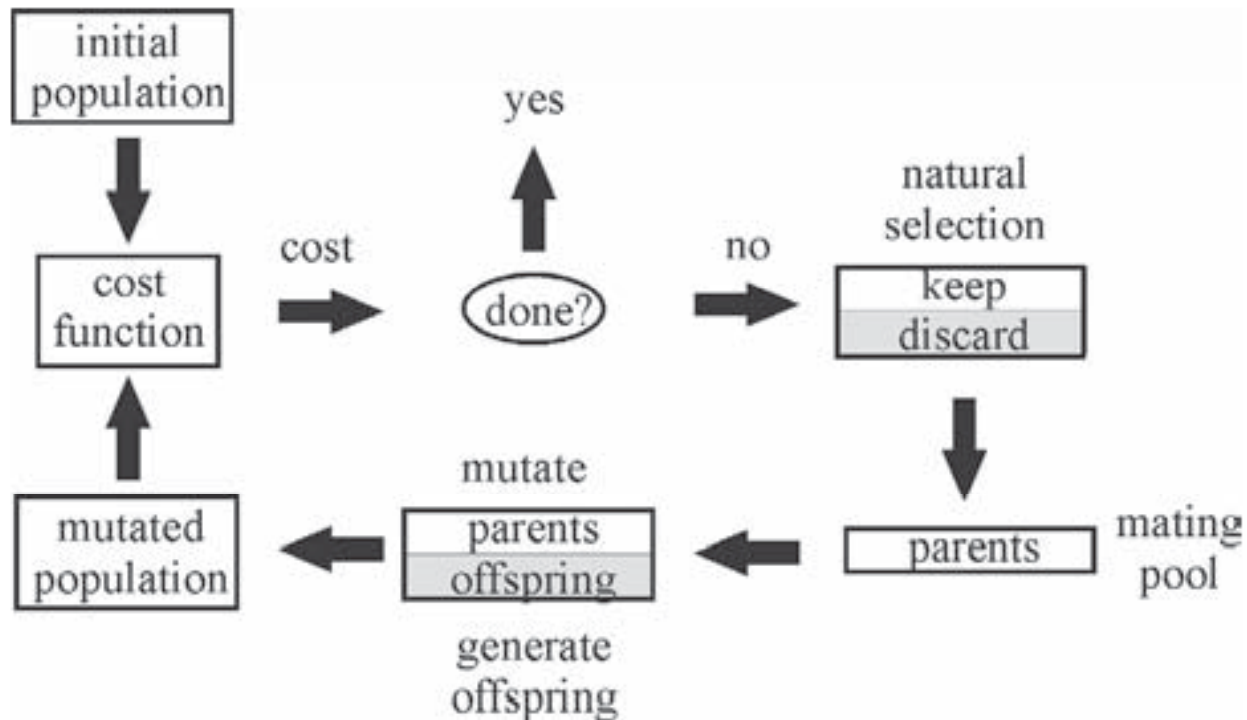 initial
population
yes
natural
selection
cost
no
cost
function
done?
keep
discard
mutate
mutated
population
parents
offspring
parents
mating
pool
generate
offspring